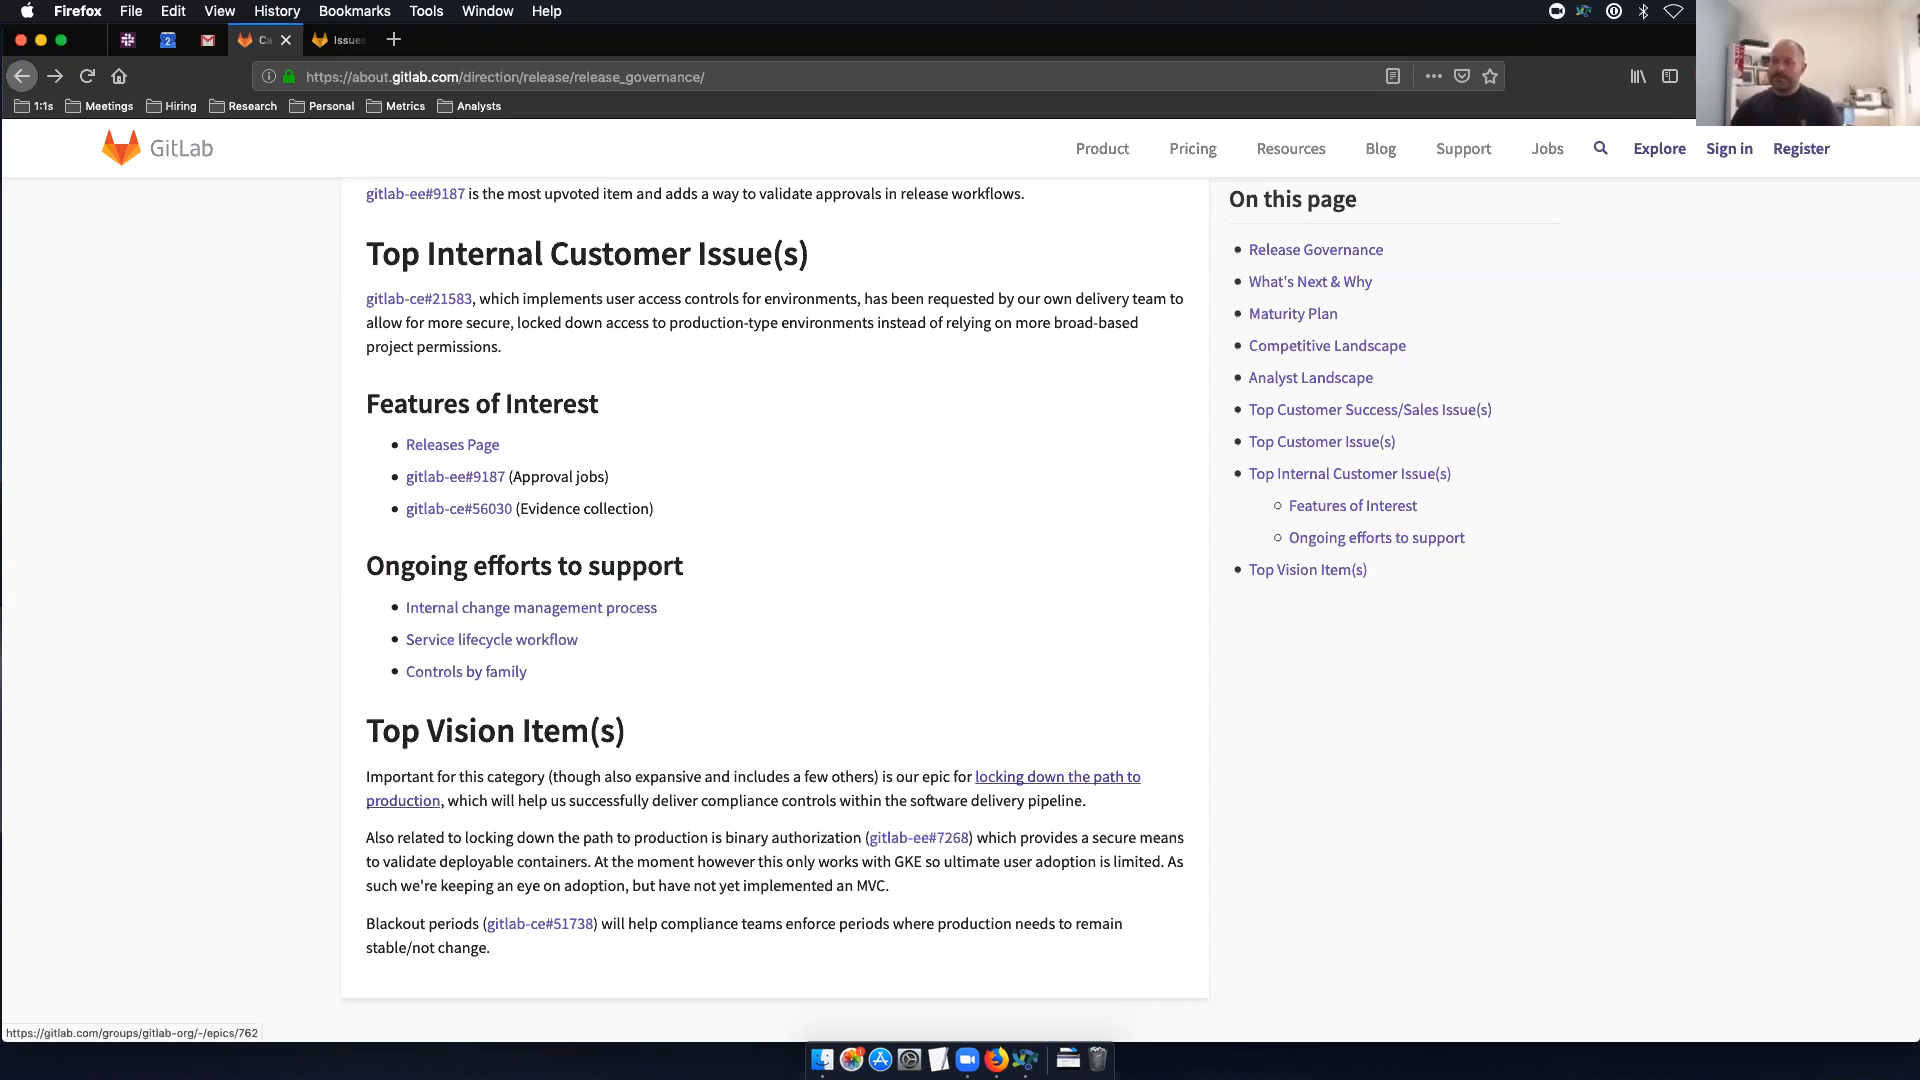 Firefox File Edit View History Bookmarks Tools Window Help
2 Ca Issues
https://about.gitlab.com/direction/release/release_governance/
1:1s Meetings Hiring Research Personal Metrics Analysts
GitLab
Product Pricing Resources Blog Support Jobs Explore Sign in Register
gitlab-ee#9187 is the most upvoted item and adds a way to validate approvals in release workflows.
Top Internal Customer Issue(s)
gitlab-ce#21583, which implements user access controls for environments, has been requested by our own delivery team to
allow for more secure, locked down access to production-type environments instead of relying on more broad-based
project permissions.
Features of Interest
• Releases Page
• gitlab-ee#9187 (Approval jobs)
• gitlab-ce#56030 (Evidence collection)
Ongoing efforts to support
• Internal change management process
• Service lifecycle workflow
• Controls by family
Top Vision Item(s)
Important for this category (though also expansive and includes a few others) is our epic for locking down the path to
production, which will help us successfully deliver compliance controls within the software delivery pipeline.
Also related to locking down the path to production is binary authorization (gitlab-ee#7268) which provides a secure means
to validate deployable containers. At the moment however this only works with GKE so ultimate user adoption is limited. As
such we're keeping an eye on adoption, but have not yet implemented an MVC.
Blackout periods (gitlab-ce#51738) will help compliance teams enforce periods where production needs to remain
stable/not change.
On this page
• Release Governance
• What's Next & Why
• Maturity Plan
• Competitive Landscape
• Analyst Landscape
• Top Customer Success/Sales Issue(s)
• Top Customer Issue(s)
• Top Internal Customer Issue(s)
○ Features of Interest
○ Ongoing efforts to support
• Top Vision Item(s)
https://gitlab.com/groups/gitlab-org/-/epics/762